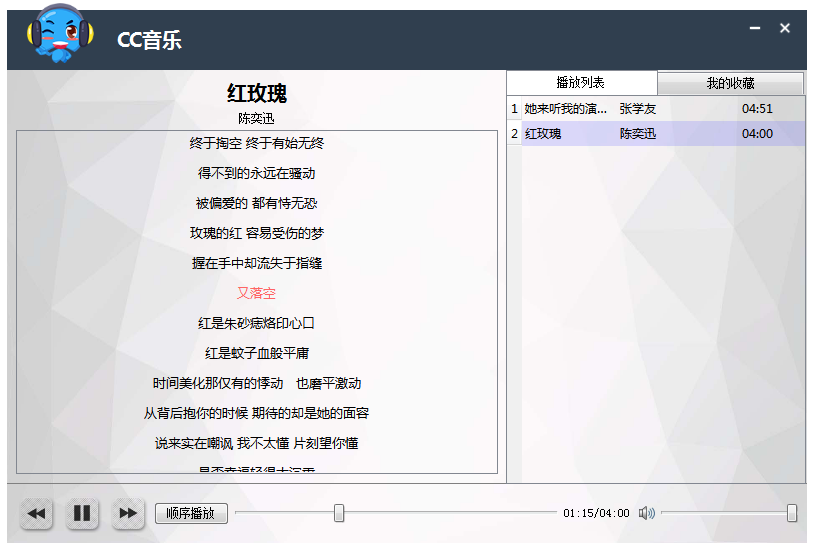 CC音乐
红玫瑰
陈奕迅
终于掏空 终于有始无终
得不到的永远在骚动
被偏爱的 都有恃无恐
玫瑰的红 容易受伤的梦
握在手中却流失于指缝
又落空
红是朱砂痣烙印心口
红是蚊子血般平庸
时间美化那仅有的悸动 也磨平激动
从背后抱你的时候 期待的却是她的面容
说来实在嘲讽 我不太懂 片刻望你懂
播放列表 我的收藏
1 她来听我的演... 张学友 04:51
2 红玫瑰 陈奕迅 04:00
顺序播放 01:15/04:00